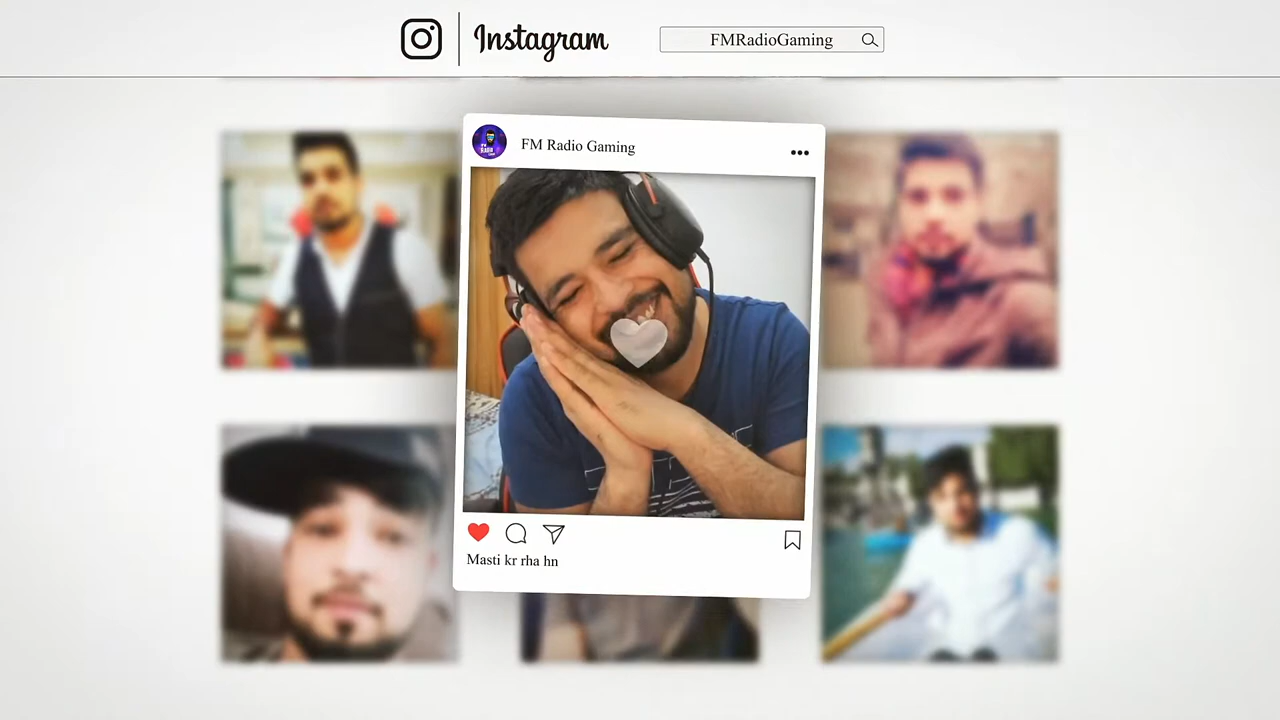 Instagram
FMRadioGaming
FM Radio Gaming
Masti kr rha hn